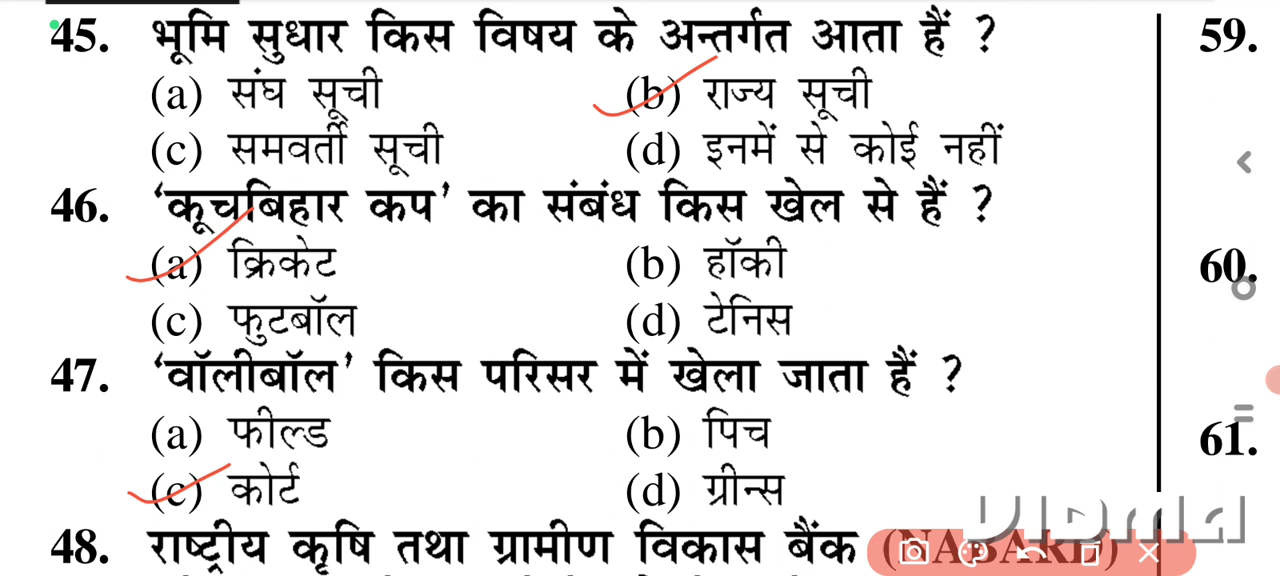 45. भूमि सुधार किस विषय के अन्तर्गत आता हैं ?
(a) संघ सूची (b) राज्य सूची
(c) समवर्ती सूची (d) इनमें से कोई नहीं
46. ‘कूचबिहार कप’ का संबंध किस खेल से हैं ?
(a) क्रिकेट (b) हॉकी
(c) फुटबॉल (d) टेनिस
47. ‘वॉलीबॉल’ किस परिसर में खेला जाता हैं ?
(a) फील्ड (b) पिच
(c) कोर्ट (d) ग्रीन्स
48. राष्ट्रीय कृषि तथा ग्रामीण विकास बैंक (NABARD)
59.
60.
61.